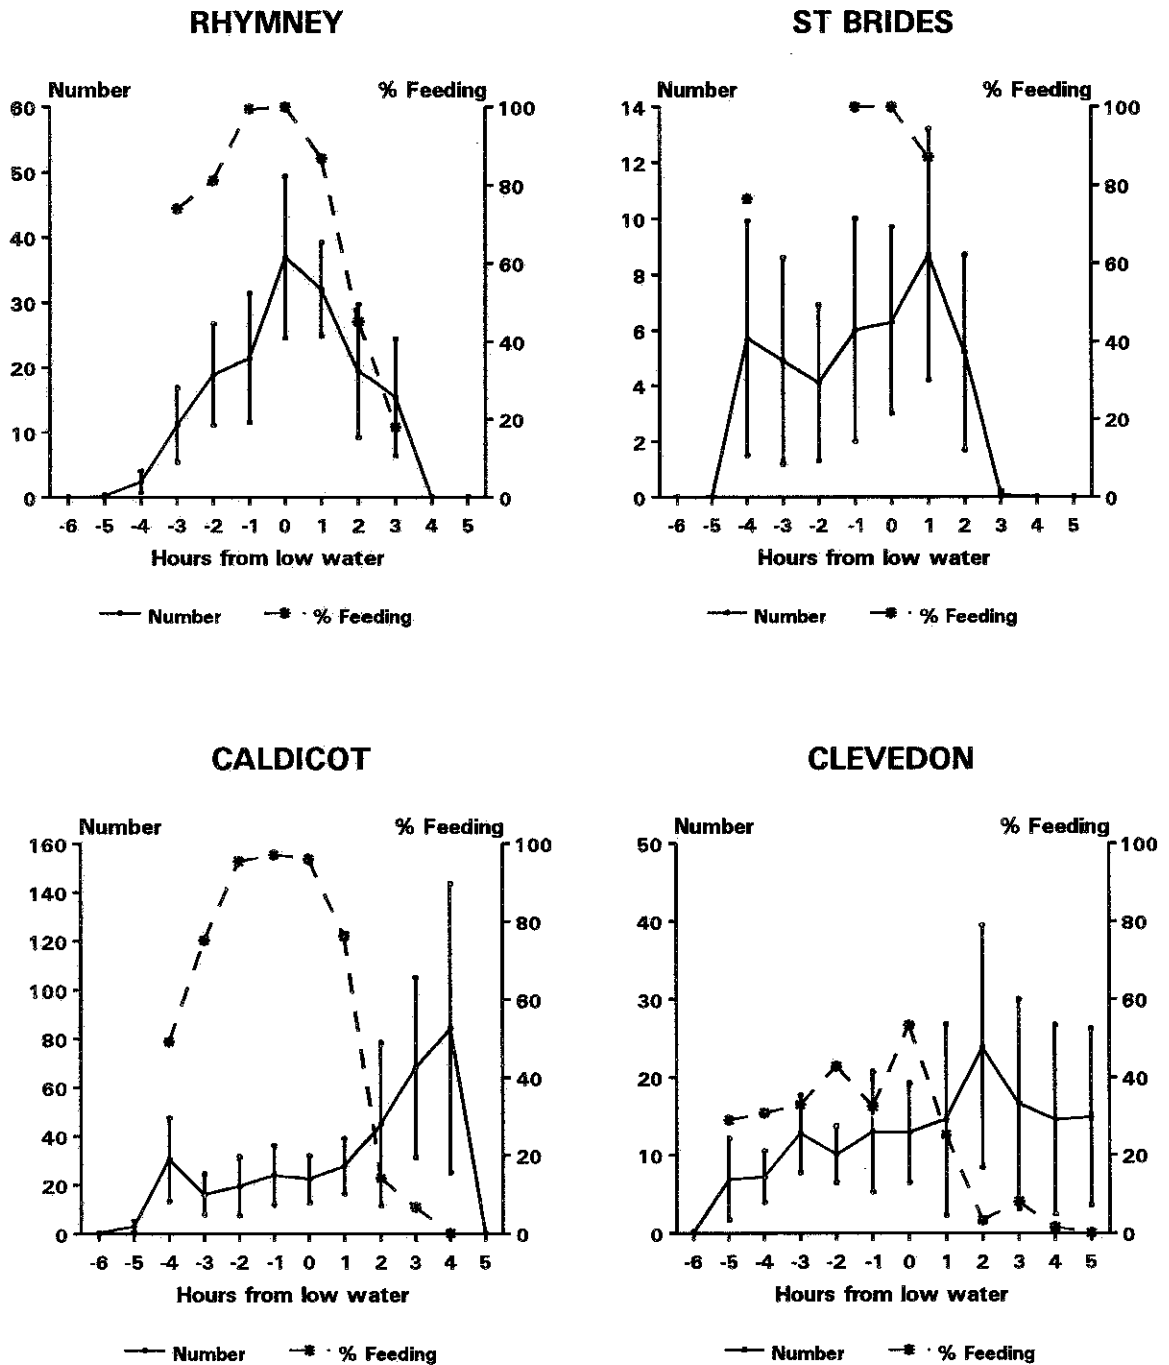 RHYMNEY
Number % Feeding
60 50 40 30 20 10 0
100 80 60 40 20 0
-6 -5 -4 -3 -2 -1 0 1 2 3 4 5
Hours from low water
Number % Feeding
ST BRIDES
Number % Feeding
14 12 10 8 6 4 2 0
100 80 60 40 20 0
-6 -5 -4 -3 -2 -1 0 1 2 3 4 5
Hours from low water
Number % Feeding
CALDICOT
Number % Feeding
160 140 120 100 80 60 40 20 0
100 80 60 40 20 0
-6 -5 -4 -3 -2 -1 0 1 2 3 4 5
Hours from low water
Number % Feeding
CLEVEDON
Number % Feeding
50 40 30 20 10 0
100 80 60 40 20 0
-6 -5 -4 -3 -2 -1 0 1 2 3 4 5
Hours from low water
Number % Feeding